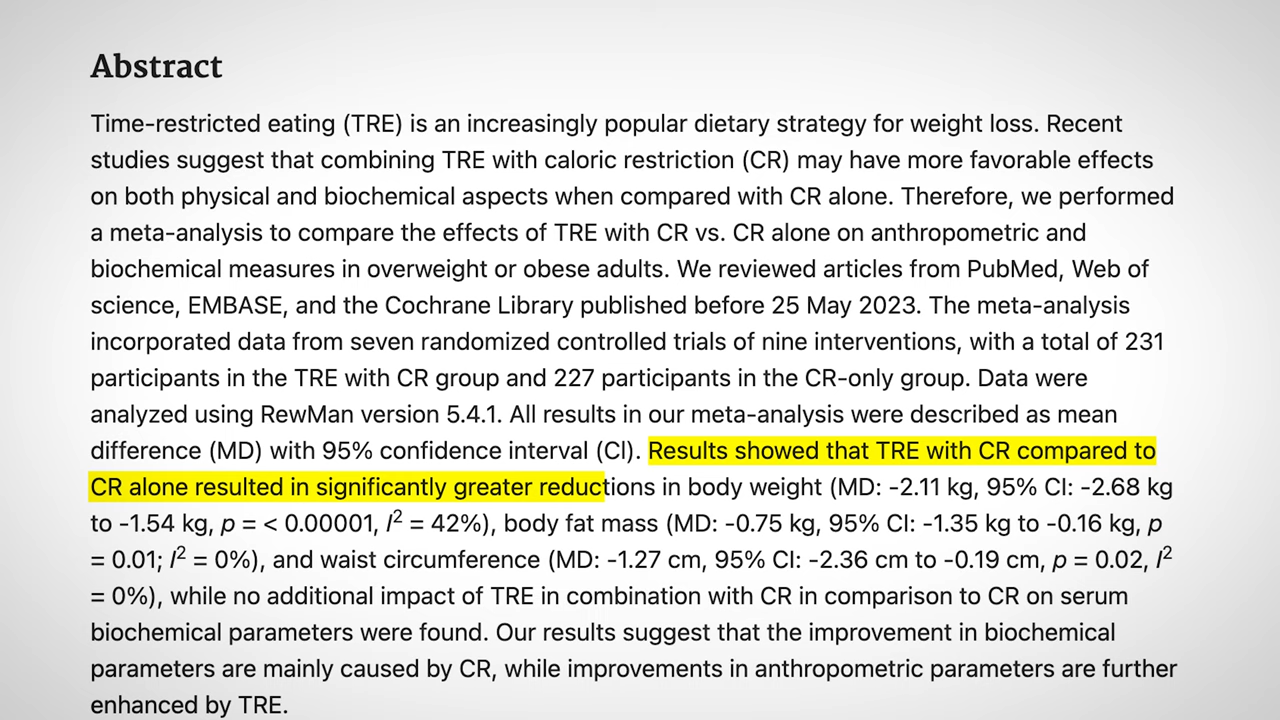 Abstract
Time-restricted eating (TRE) is an increasingly popular dietary strategy for weight loss. Recent
studies suggest that combining TRE with caloric restriction (CR) may have more favorable effects
on both physical and biochemical aspects when compared with CR alone. Therefore, we performed
a meta-analysis to compare the effects of TRE with CR vs. CR alone on anthropometric and
biochemical measures in overweight or obese adults. We reviewed articles from PubMed, Web of
science, EMBASE, and the Cochrane Library published before 25 May 2023. The meta-analysis
incorporated data from seven randomized controlled trials of nine interventions, with a total of 231
participants in the TRE with CR group and 227 participants in the CR-only group. Data were
analyzed using RewMan version 5.4.1. All results in our meta-analysis were described as mean
difference (MD) with 95% confidence interval (CI). Results showed that TRE with CR compared to
CR alone resulted in significantly greater reductions in body weight (MD: -2.11 kg, 95% CI: -2.68 kg
to -1.54 kg, p = < 0.00001, I² = 42%), body fat mass (MD: -0.75 kg, 95% CI: -1.35 kg to -0.16 kg, p
= 0.01; I² = 0%), and waist circumference (MD: -1.27 cm, 95% CI: -2.36 cm to -0.19 cm, p = 0.02, I²
= 0%), while no additional impact of TRE in combination with CR in comparison to CR on serum
biochemical parameters were found. Our results suggest that the improvement in biochemical
parameters are mainly caused by CR, while improvements in anthropometric parameters are further
enhanced by TRE.